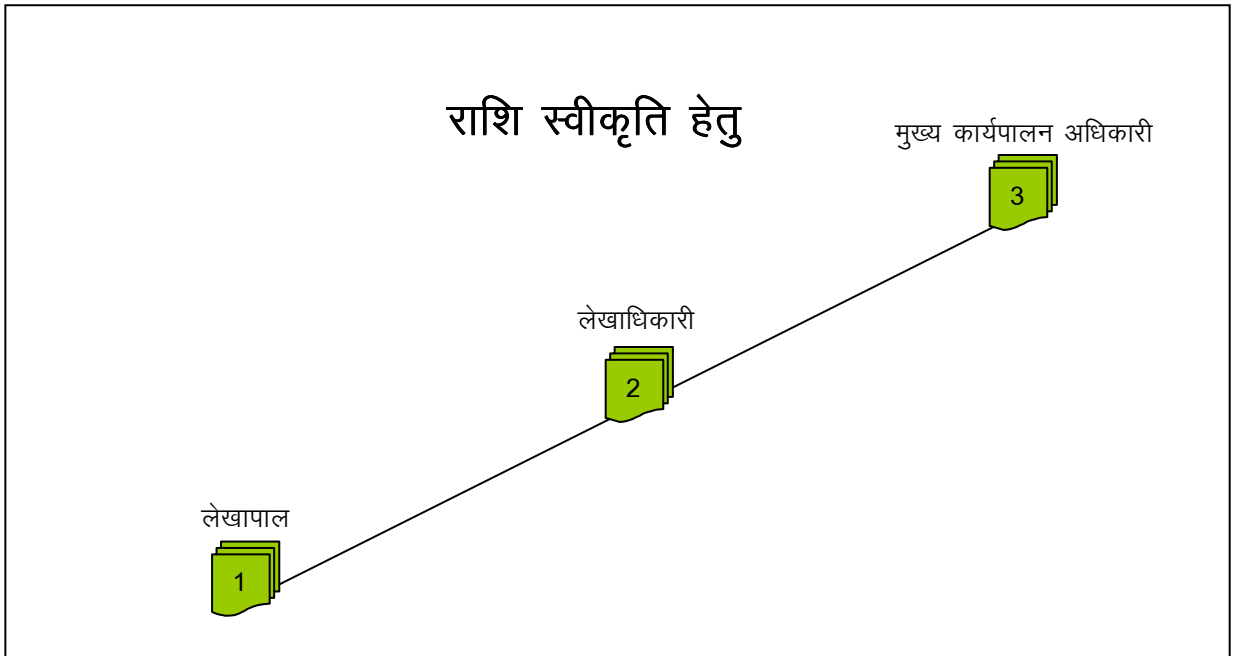 राशि स्वीकृति हेतु
मुख्य कार्यपालन अधिकारी
3
लेखाधिकारी
2
लेखापाल
1